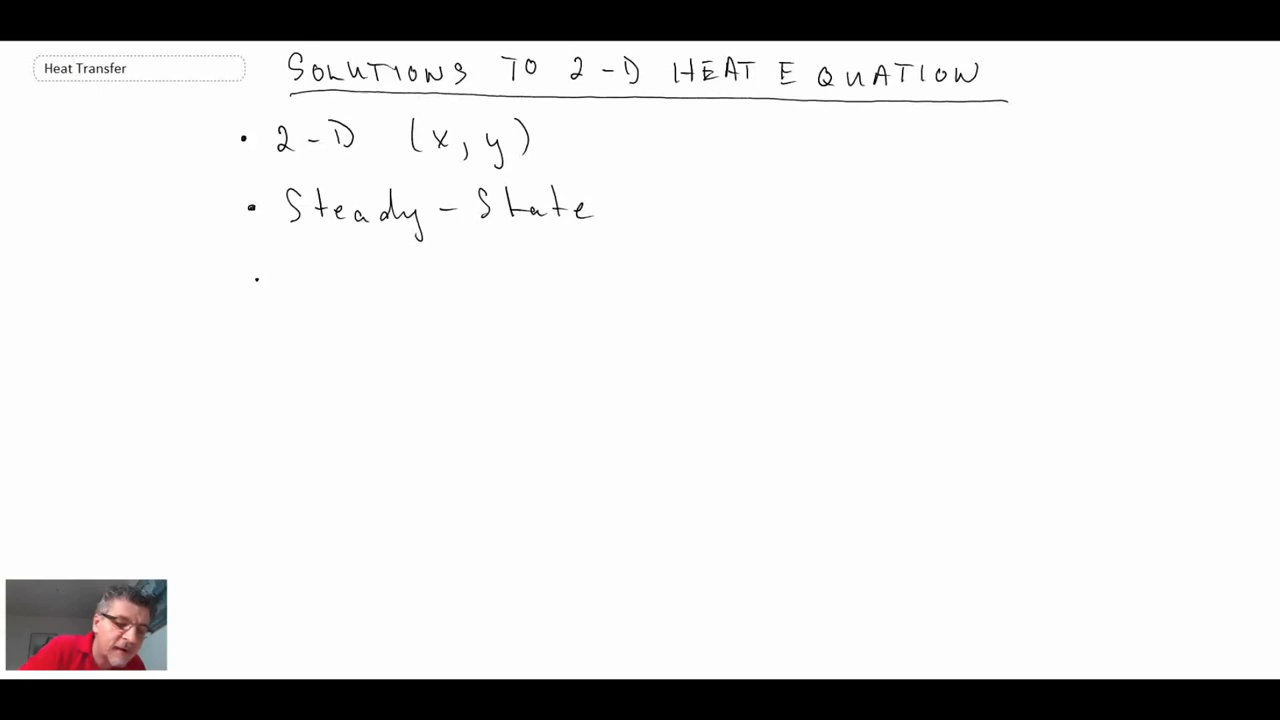 Heat Transfer
SOLUTIONS TO 2-D HEAT EQUATION
• 2-D (x, y)
• Steady-State
•